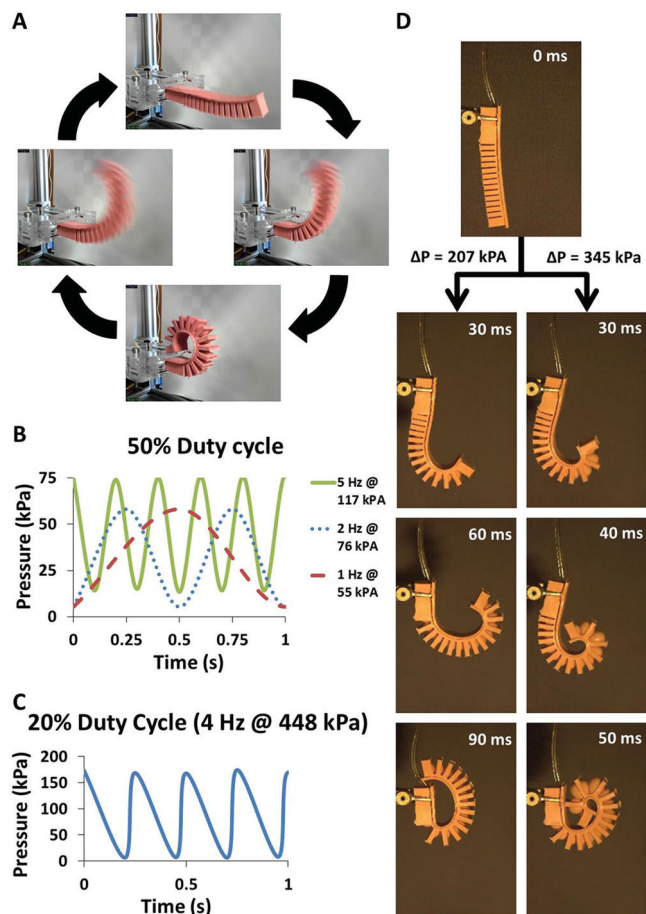 A
B
50% Duty cycle
Pressure (kPa)
75
50
25
0
0
0.25
0.5
0.75
1
Time (s)
5 Hz @
117 kPA
2 Hz @
76 kPA
1 Hz @
55 kPA
C
20% Duty Cycle (4 Hz @ 448 kPa)
Pressure (kPa)
200
150
100
50
0
0
0.5
1
Time (s)
D
0 ms
ΔP = 207 kPA
ΔP = 345 kPa
30 ms
30 ms
60 ms
40 ms
90 ms
50 ms